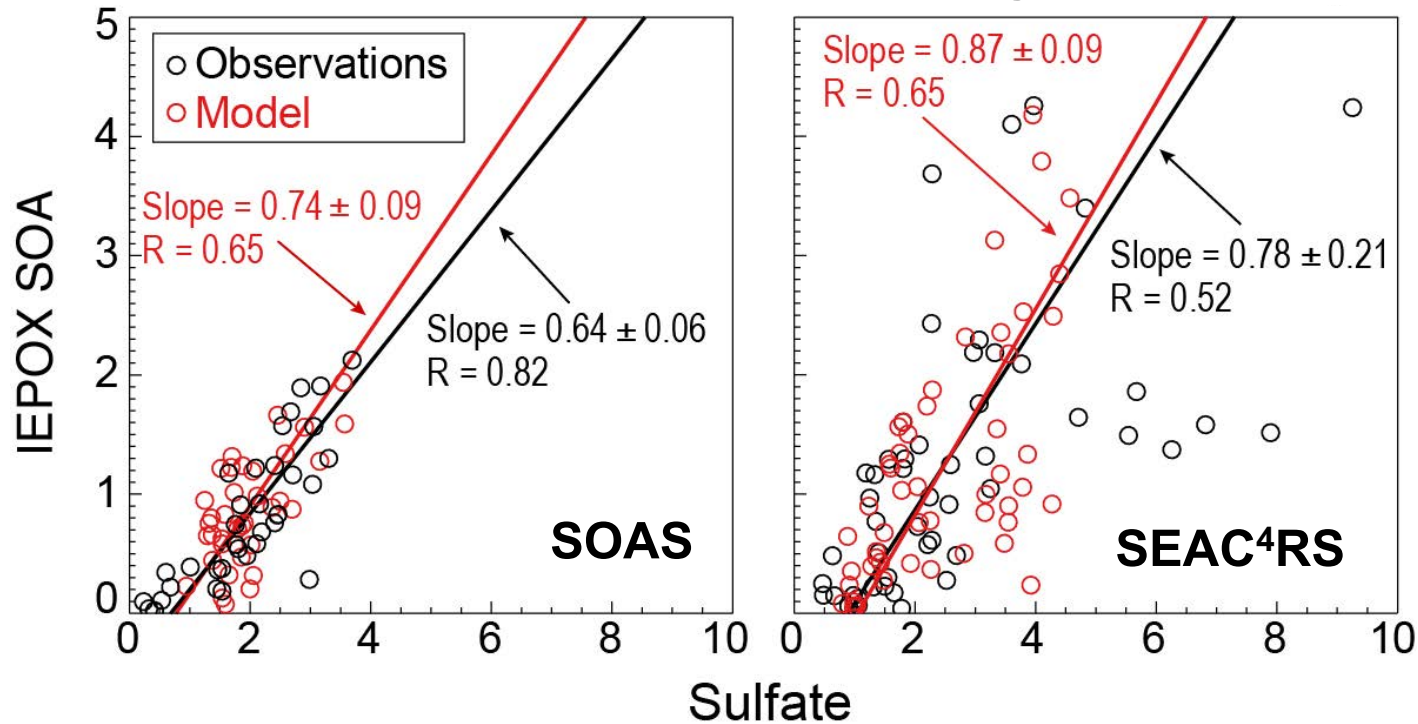 IEPOX SOA
5
4
3
2
1
0
Observations
Model
Slope = 0.74 ± 0.09
R = 0.65
Slope = 0.64 ± 0.06
R = 0.82
SOAS
0 2 4 6 8 10
Slope = 0.87 ± 0.09
R = 0.65
Slope = 0.78 ± 0.21
R = 0.52
SEAC⁴RS
0 2 4 6 8 10
Sulfate